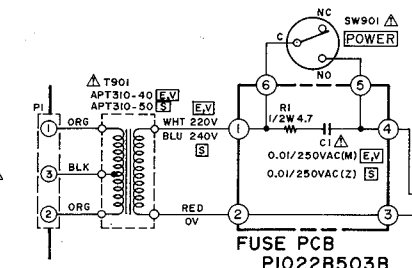 NC
SW901 ⚠
POWER
C
NO
⚠ T901
APT310-40 E,V
APT310-50 S
P1
E,V
6
5
1
ORG
WHT 220V
1
R1
1/2W 4.7
4
BLU 240V
S
C1 ⚠
3
BLK
0.01/250VAC(M) E,V
0.01/250VAC(Z) S
2
ORG
RED
0V
2
3
FUSE PCB
P1022B503B